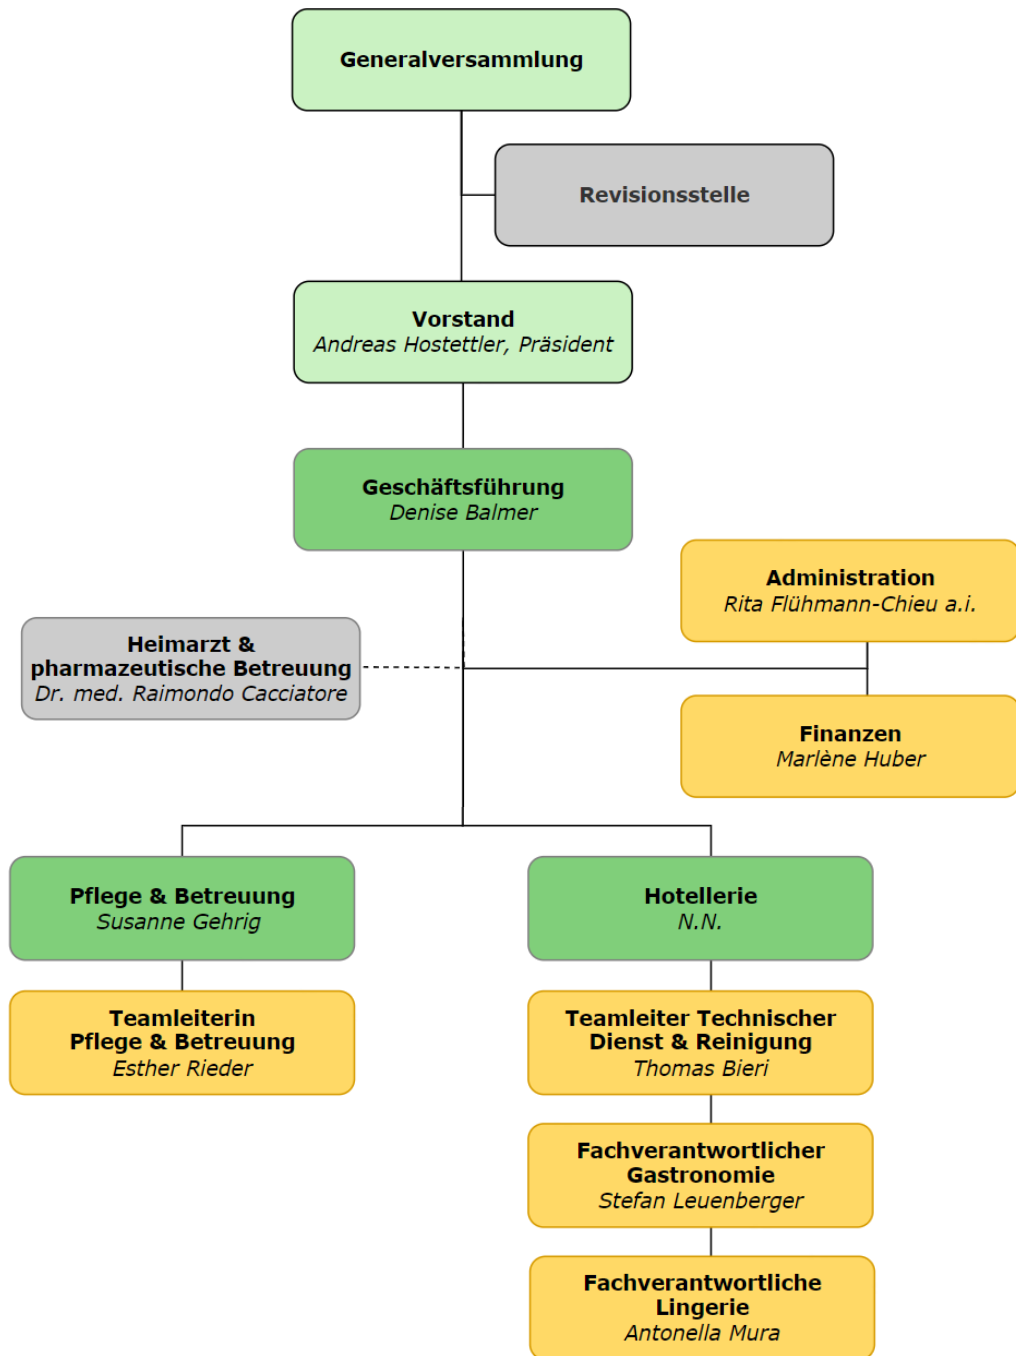 Generalversammlung
Revisionsstelle
Vorstand
Andreas Hostettler, Präsident
Geschäftsführung
Denise Balmer
Administration
Rita Flühmann-Chieu a.i.
Heimarzt &
pharmazeutische Betreuung
Dr. med. Raimondo Cacciatore
Finanzen
Marlène Huber
Pflege & Betreuung
Susanne Gehrig
Hotellerie
N.N.
Teamleiterin
Pflege & Betreuung
Esther Rieder
Teamleiter Technischer
Dienst & Reinigung
Thomas Bieri
Fachverantwortlicher
Gastronomie
Stefan Leuenberger
Fachverantwortliche
Lingerie
Antonella Mura